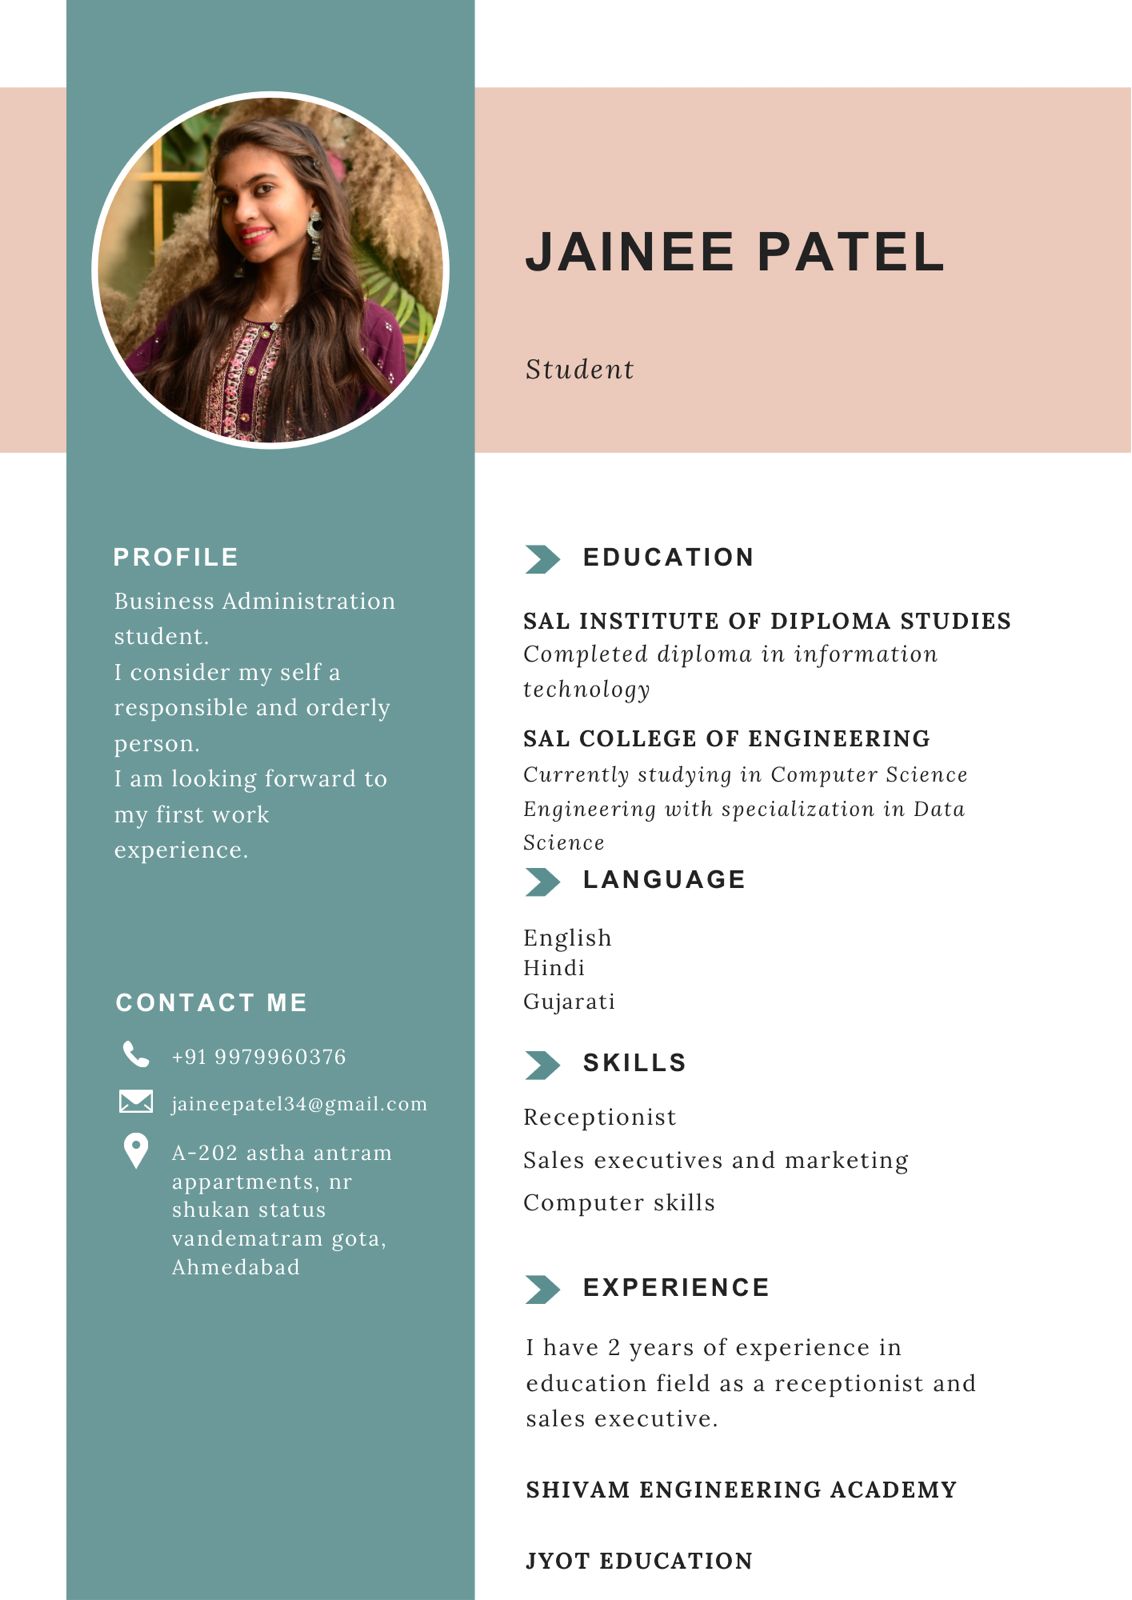 JAINEE PATEL
Student
PROFILE
Business Administration
student.
I consider my self a
responsible and orderly
person.
I am looking forward to
my first work
experience.
CONTACT ME
+91 9979960376
jaineepatel34@gmail.com
A-202 astha antram
appartments, nr
shukan status
vandematram gota,
Ahmedabad
EDUCATION
SAL INSTITUTE OF DIPLOMA STUDIES
Completed diploma in information
technology
SAL COLLEGE OF ENGINEERING
Currently studying in Computer Science
Engineering with specialization in Data
Science
LANGUAGE
English
Hindi
Gujarati
SKILLS
Receptionist
Sales executives and marketing
Computer skills
EXPERIENCE
I have 2 years of experience in
education field as a receptionist and
sales executive.
SHIVAM ENGINEERING ACADEMY
JYOT EDUCATION